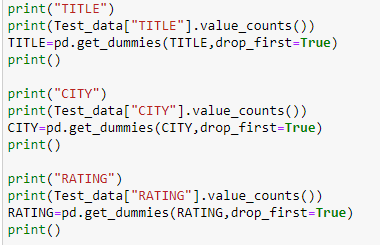 print("TITLE")
print(Test_data["TITLE"].value_counts())
TITLE=pd.get_dummies(TITLE,drop_first=True)
print()
print("CITY")
print(Test_data["CITY"].value_counts())
CITY=pd.get_dummies(CITY,drop_first=True)
print()
print("RATING")
print(Test_data["RATING"].value_counts())
RATING=pd.get_dummies(RATING,drop_first=True)
print()